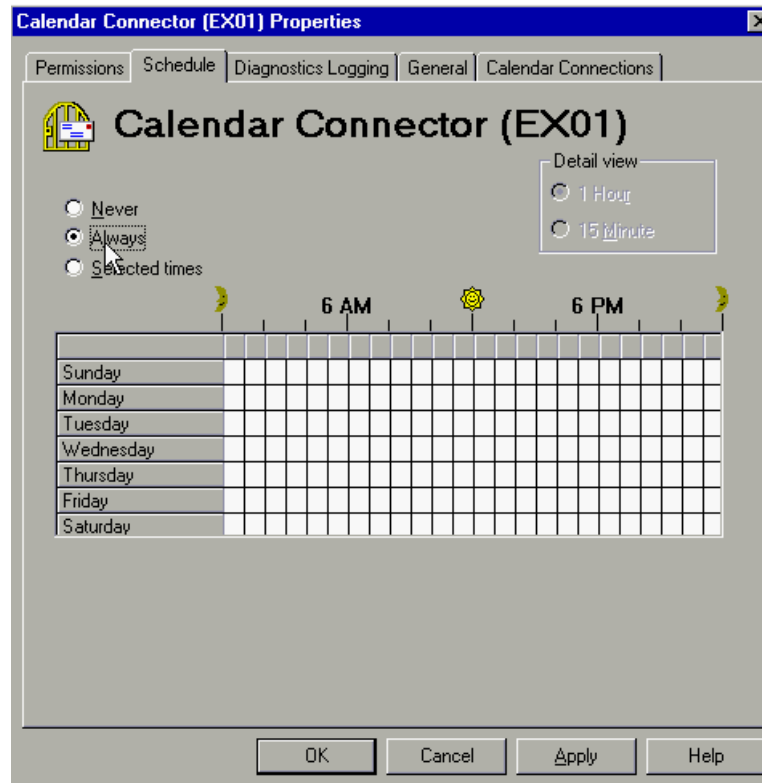 Calendar Connector (EX01) Properties
Permissions Schedule Diagnostics Logging General Calendar Connections
Calendar Connector (EX01)
Detail view
1 Hour
15 Minute
Never
Always
Selected times
6 AM 6 PM
Sunday
Monday
Tuesday
Wednesday
Thursday
Friday
Saturday
OK Cancel Apply Help